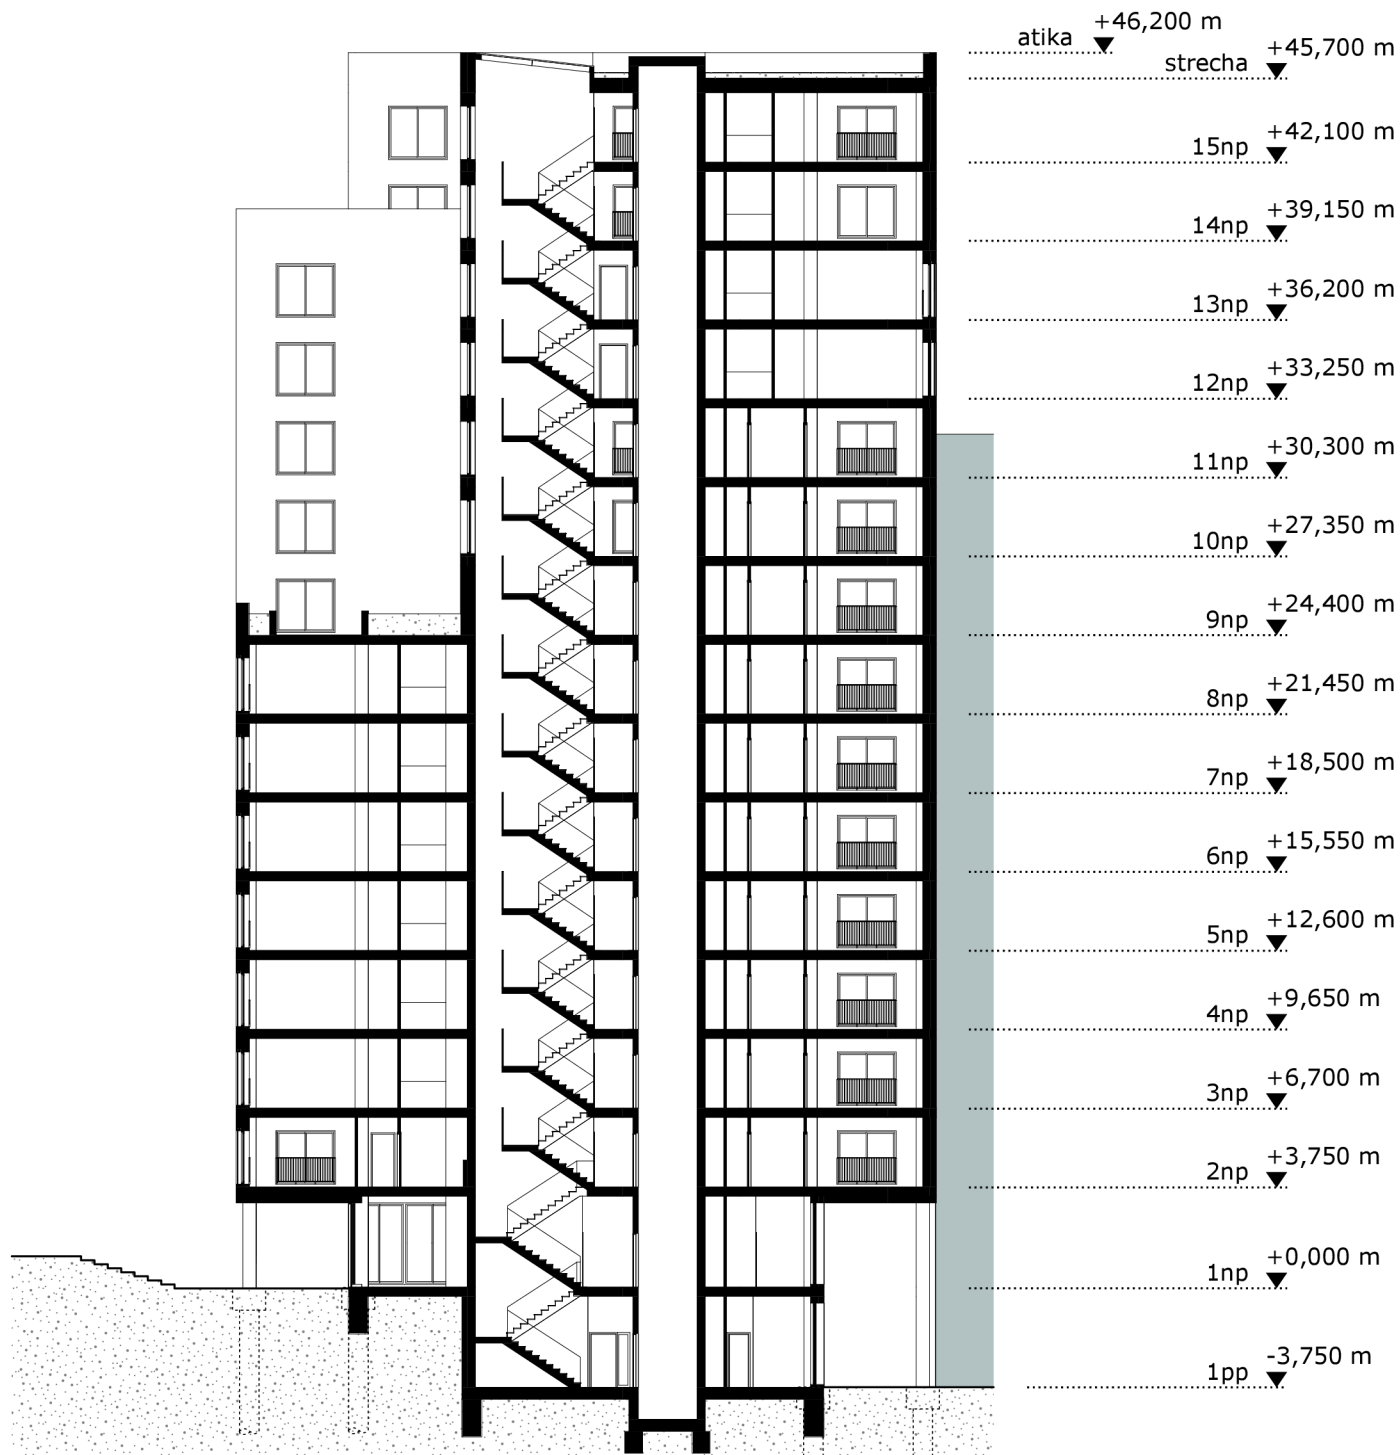 atika +46,200 m
strecha +45,700 m
15np +42,100 m
14np +39,150 m
13np +36,200 m
12np +33,250 m
11np +30,300 m
10np +27,350 m
9np +24,400 m
8np +21,450 m
7np +18,500 m
6np +15,550 m
5np +12,600 m
4np +9,650 m
3np +6,700 m
2np +3,750 m
1np +0,000 m
1pp -3,750 m